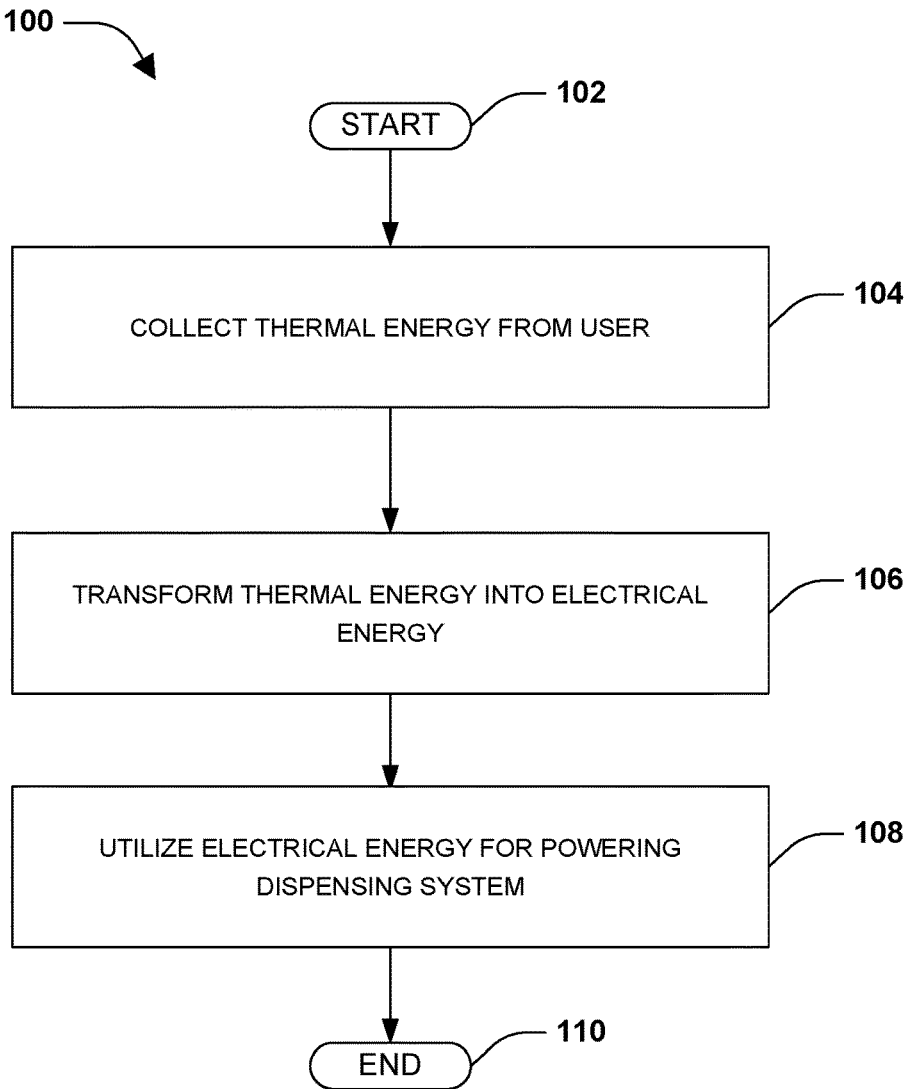 100
102
START
104
COLLECT THERMAL ENERGY FROM USER
106
TRANSFORM THERMAL ENERGY INTO ELECTRICAL
ENERGY
108
UTILIZE ELECTRICAL ENERGY FOR POWERING
DISPENSING SYSTEM
110
END